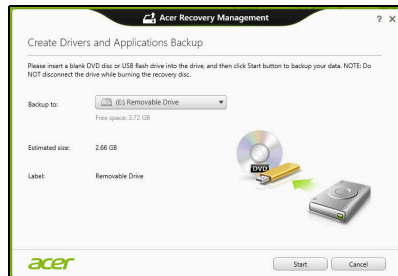 Acer Recovery Management
? X
Create Drivers and Applications Backup
Please insert a blank DVD disc or USB flash drive into the drive, and then click Start button to backup your data. NOTE: Do
NOT disconnect the drive while burning the recovery disc.
Backup to: (E:) Removable Drive
Free space: 3.72 GB
Estimated size: 2.66 GB
DVD
Label: Removable Drive
acer
Start Cancel